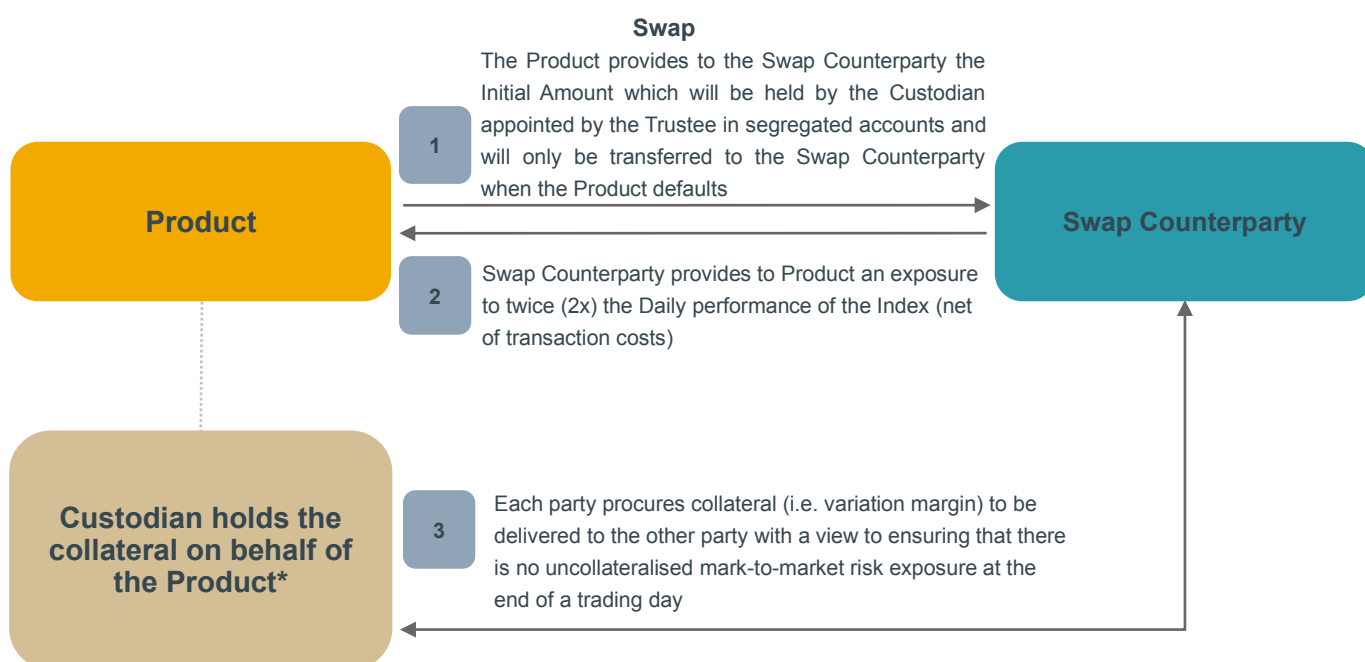 Swap
The Product provides to the Swap Counterparty the
Initial Amount which will be held by the Custodian
appointed by the Trustee in segregated accounts and
will only be transferred to the Swap Counterparty
when the Product defaults
1
Product
Swap Counterparty
2
Swap Counterparty provides to Product an exposure
to twice (2x) the Daily performance of the Index (net
of transaction costs)
Custodian holds the
collateral on behalf of
the Product*
3
Each party procures collateral (i.e. variation margin) to be
delivered to the other party with a view to ensuring that there
is no uncollateralised mark-to-market risk exposure at the
end of a trading day